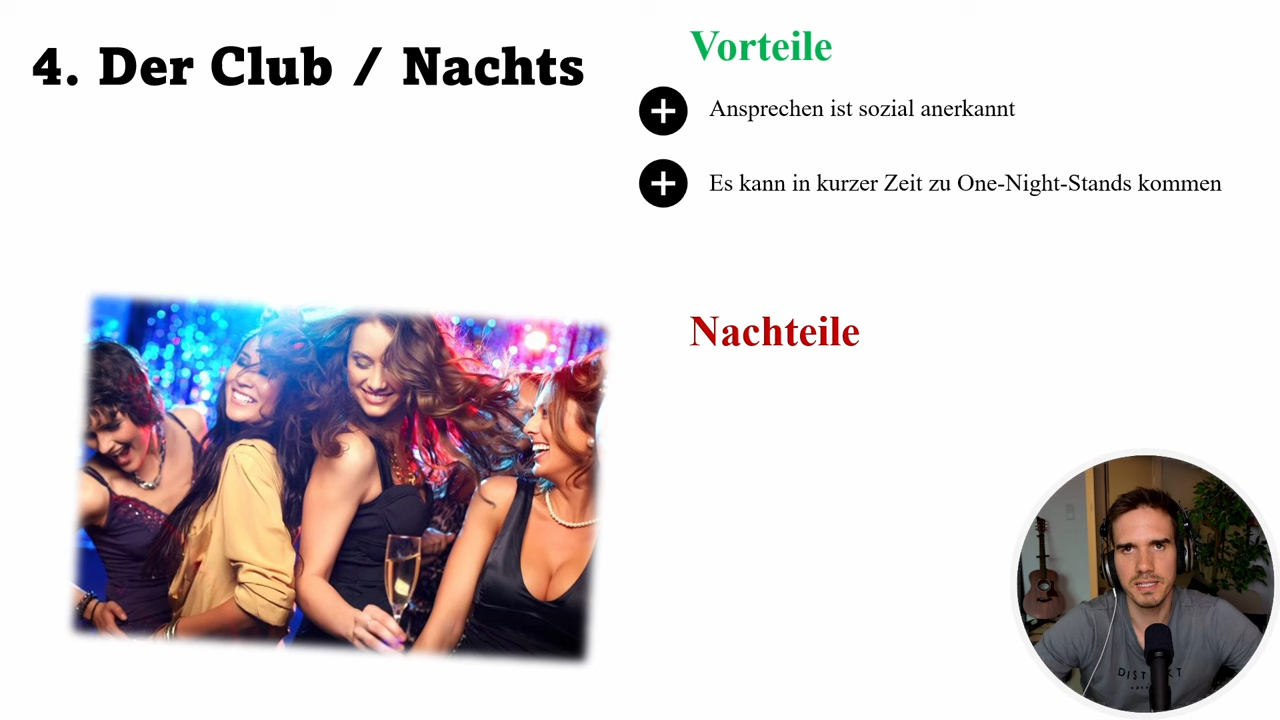 4. Der Club / Nachts
Vorteile
Ansprechen ist sozial anerkannt
Es kann in kurzer Zeit zu One-Night-Stands kommen
Nachteile